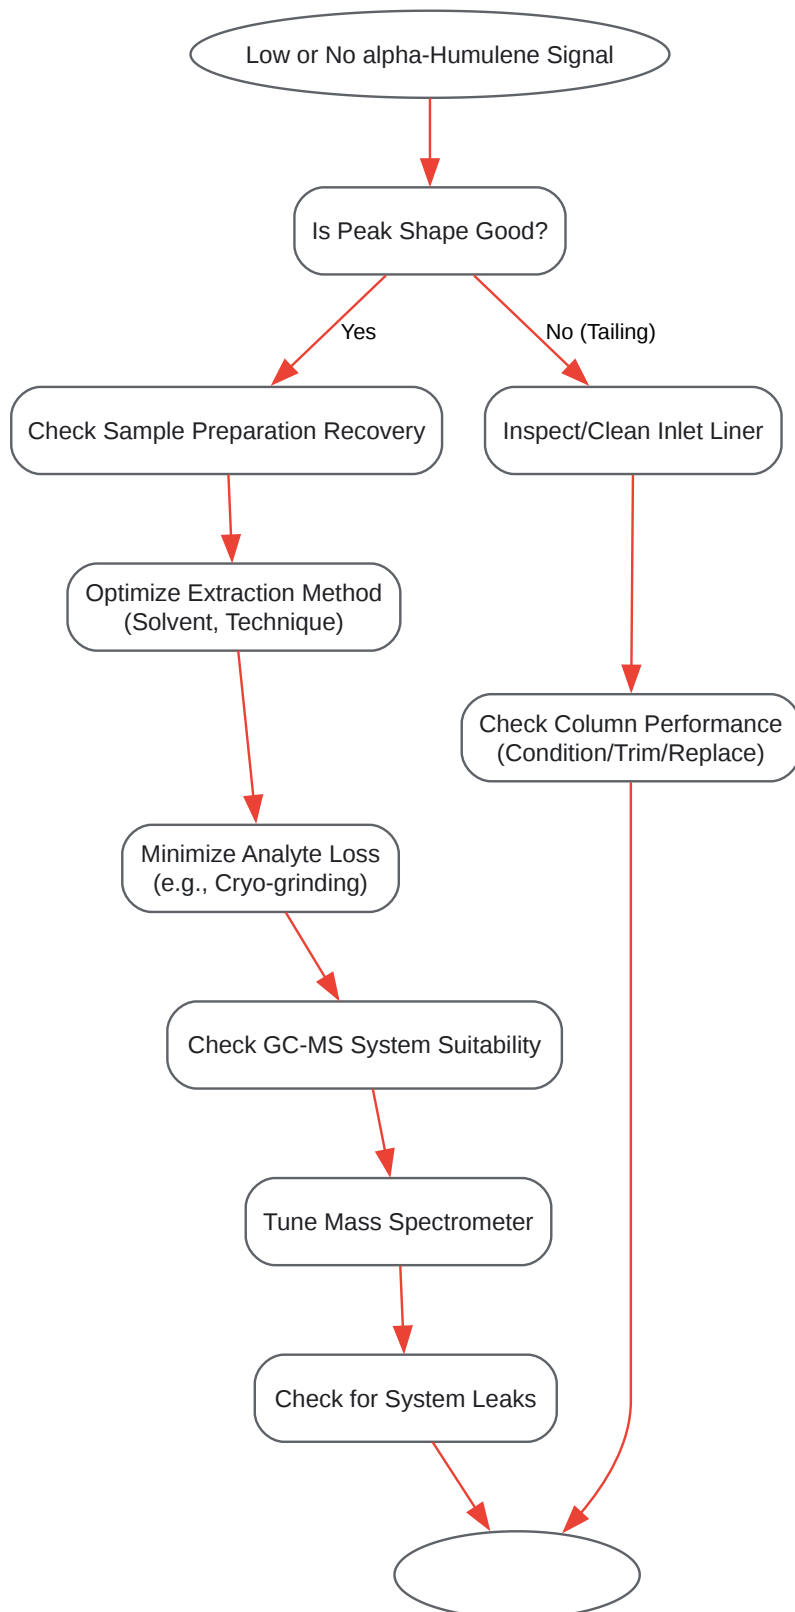 Low or No alpha-Humulene Signal
Is Peak Shape Good?
Yes
No (Tailing)
Check Sample Preparation Recovery
Inspect/Clean Inlet Liner
Optimize Extraction Method
(Solvent, Technique)
Check Column Performance
(Condition/Trim/Replace)
Minimize Analyte Loss
(e.g., Cryo-grinding)
Check GC-MS System Suitability
Tune Mass Spectrometer
Check for System Leaks